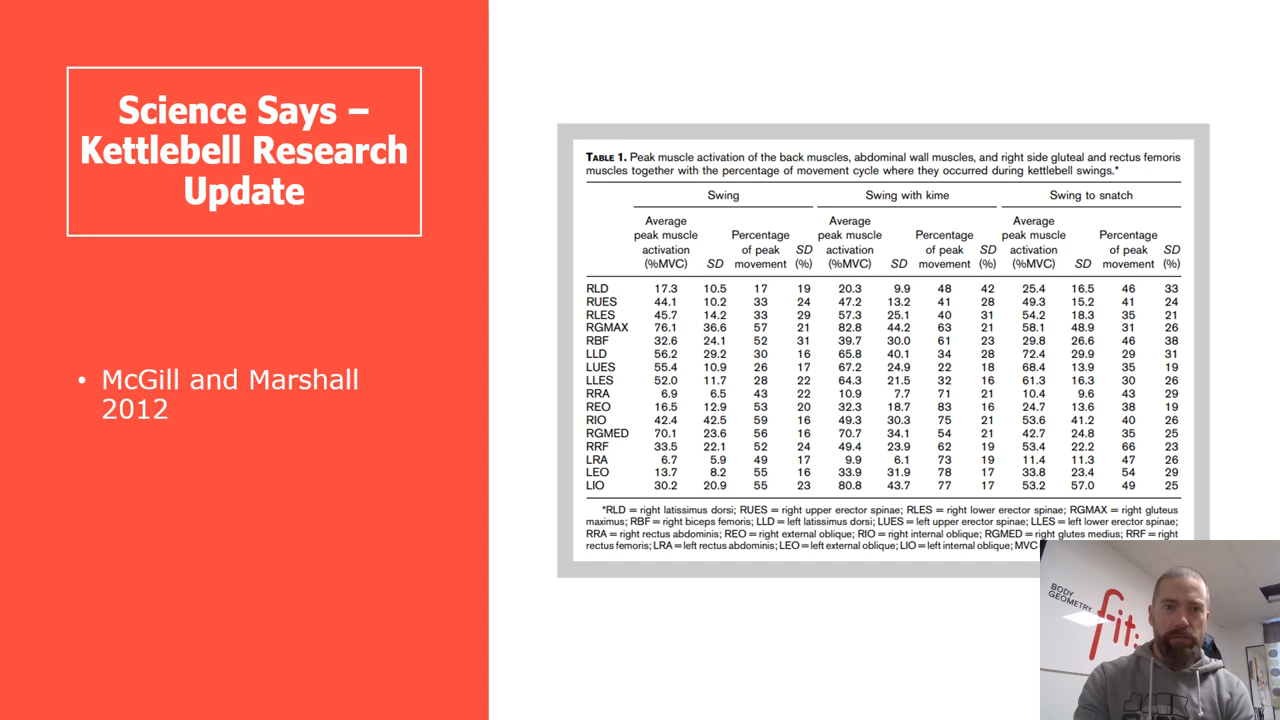 Science Says –
Kettlebell Research
Update
• McGill and Marshall
2012
TABLE 1. Peak muscle activation of the back muscles, abdominal wall muscles, and right side gluteal and rectus femoris
muscles together with the percentage of movement cycle where they occurred during kettlebell swings.*
Swing Swing with kime Swing to snatch
Average Average Average
peak muscle Percentage peak muscle Percentage peak muscle Percentage
activation of peak SD activation of peak SD activation of peak SD
(%MVC) SD movement (%) (%MVC) SD movement (%) (%MVC) SD movement (%)
RLD 17.3 10.5 17 19 20.3 9.9 48 42 25.4 16.5 46 33
RUES 44.1 10.2 33 24 47.2 13.2 41 28 49.3 15.2 41 24
RLES 45.7 14.2 33 29 57.3 25.1 40 31 54.2 18.3 35 21
RGMAX 76.1 36.6 57 21 82.8 44.2 63 21 58.1 48.9 31 26
RBF 32.6 24.1 52 31 39.7 30.0 61 23 29.8 26.6 46 38
LLD 56.2 29.2 30 16 65.8 40.1 34 28 72.4 29.9 29 31
LUES 55.4 10.9 26 17 67.2 24.9 22 18 68.4 13.9 35 19
LLES 52.0 11.7 28 22 64.3 21.5 32 16 61.3 16.3 30 26
RRA 6.9 6.5 43 22 10.9 7.7 71 21 10.4 9.6 43 29
REO 16.5 12.9 53 20 32.3 18.7 83 16 24.7 13.6 38 19
RIO 42.4 42.5 59 16 49.3 30.3 75 21 53.6 41.2 40 26
RGMED 70.1 23.6 56 16 70.7 34.1 54 21 42.7 24.8 35 25
RRF 33.5 22.1 52 24 49.4 23.9 62 19 53.4 22.2 66 23
LRA 6.7 5.9 49 17 9.9 6.1 73 19 11.4 11.3 47 26
LEO 13.7 8.2 55 16 33.9 31.9 78 17 33.8 23.4 54 29
LIO 30.2 20.9 55 23 80.8 43.7 77 17 53.2 57.0 49 25
*RLD = right latissimus dorsi; RUES = right upper erector spinae; RLES = right lower erector spinae; RGMAX = right gluteus
maximus; RBF = right biceps femoris; LLD = left latissimus dorsi; LUES = left upper erector spinae; LLES = left lower erector spinae;
RRA = right rectus abdominis; REO = right external oblique; RIO = right internal oblique; RGMED = right glutes medius; RRF = right
rectus femoris; LRA = left rectus abdominis; LEO = left external oblique; LIO = left internal oblique; MVC
BODY
GEOMETRY
fit